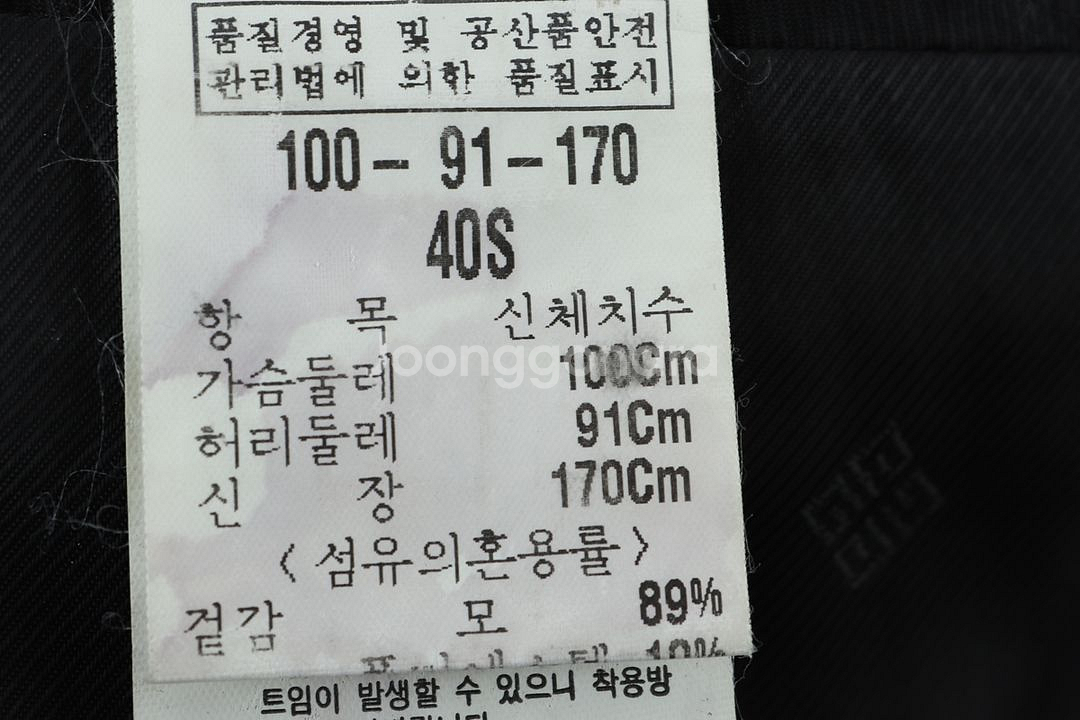 품질경영 및 공산품안전
관리법에 의한 품질표시
100- 91-170
40S
항 목 신체치수
가슴둘레 100Cm
허리둘레 91Cm
신 장 170Cm
<섬유의혼용률>
겉감 모 89%
트임이 발생할 수 있으니 착용방
joonggonara